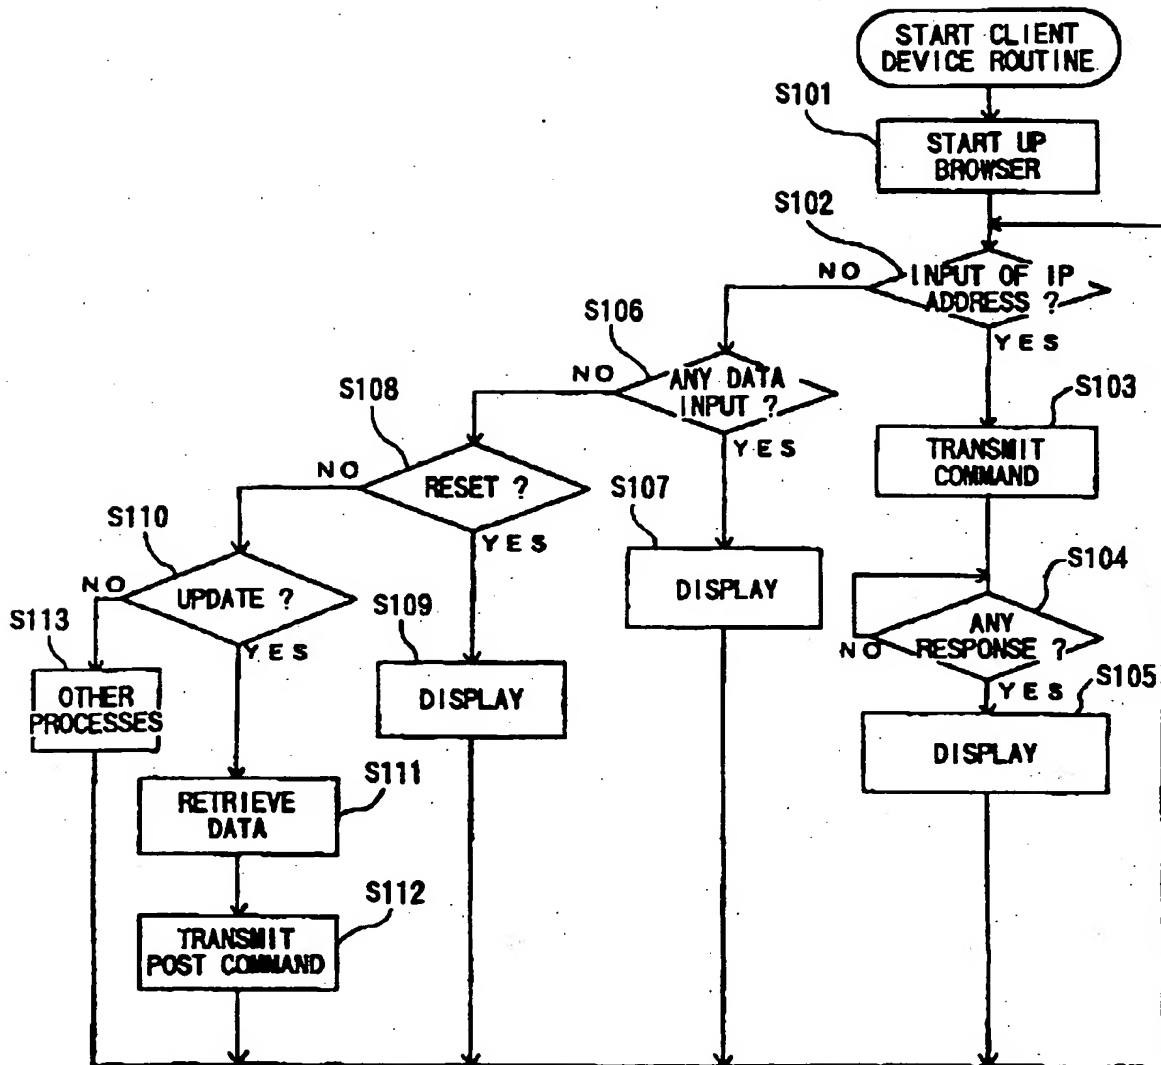 START CLIENT
DEVICE ROUTINE
S101
START UP
BROWSER
S102
NO
INPUT OF IP
ADDRESS ?
YES
S106
NO
ANY DATA
INPUT ?
YES
S103
TRANSMIT
COMMAND
S108
NO
RESET ?
YES
S107
DISPLAY
S104
ANY
RESPONSE ?
NO
YES
S105
DISPLAY
S110
NO
UPDATE ?
YES
S109
DISPLAY
S113
OTHER
PROCESSES
S111
RETRIEVE
DATA
S112
TRANSMIT
POST COMMAND